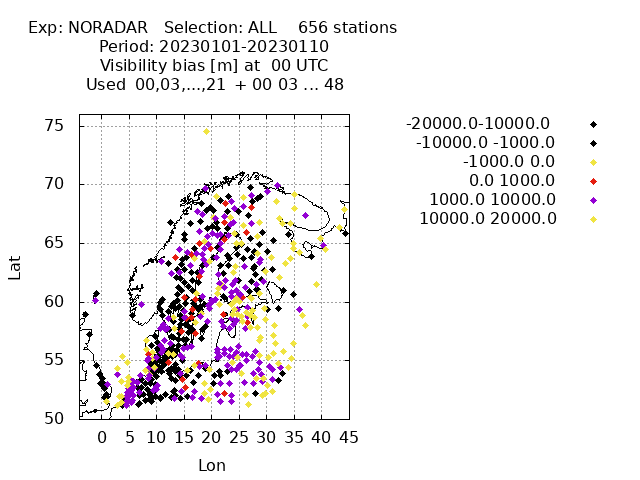 Exp: NORADAR   Selection: ALL    656 stations
Period: 20230101-20230110
Visibility bias [m] at  00 UTC
Used  00,03,...,21  + 00 03 ... 48
-20000.0-10000.0
-10000.0 -1000.0
-1000.0 0.0
0.0 1000.0
1000.0 10000.0
10000.0 20000.0
75
70
65
60
55
50
Lat
0 5 10 15 20 25 30 35 40 45
Lon